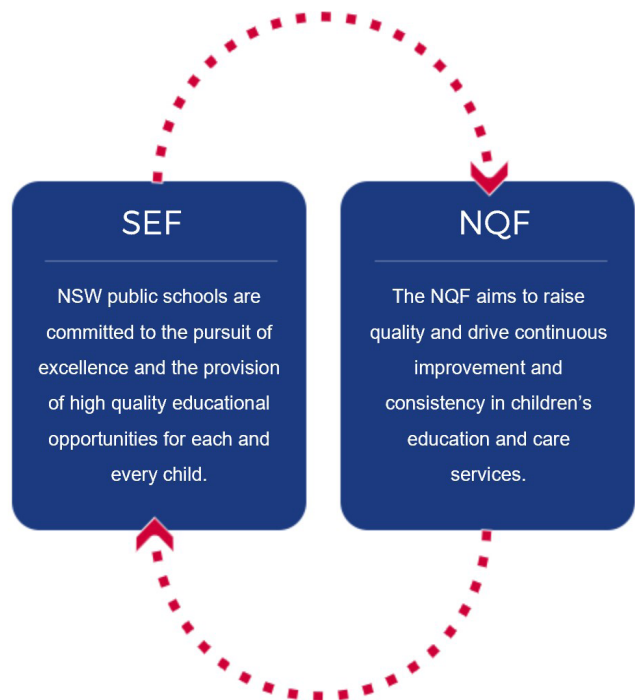 SEF
NSW public schools are
committed to the pursuit of
excellence and the provision
of high quality educational
opportunities for each and
every child.
NQF
The NQF aims to raise
quality and drive continuous
improvement and
consistency in children’s
education and care
services.